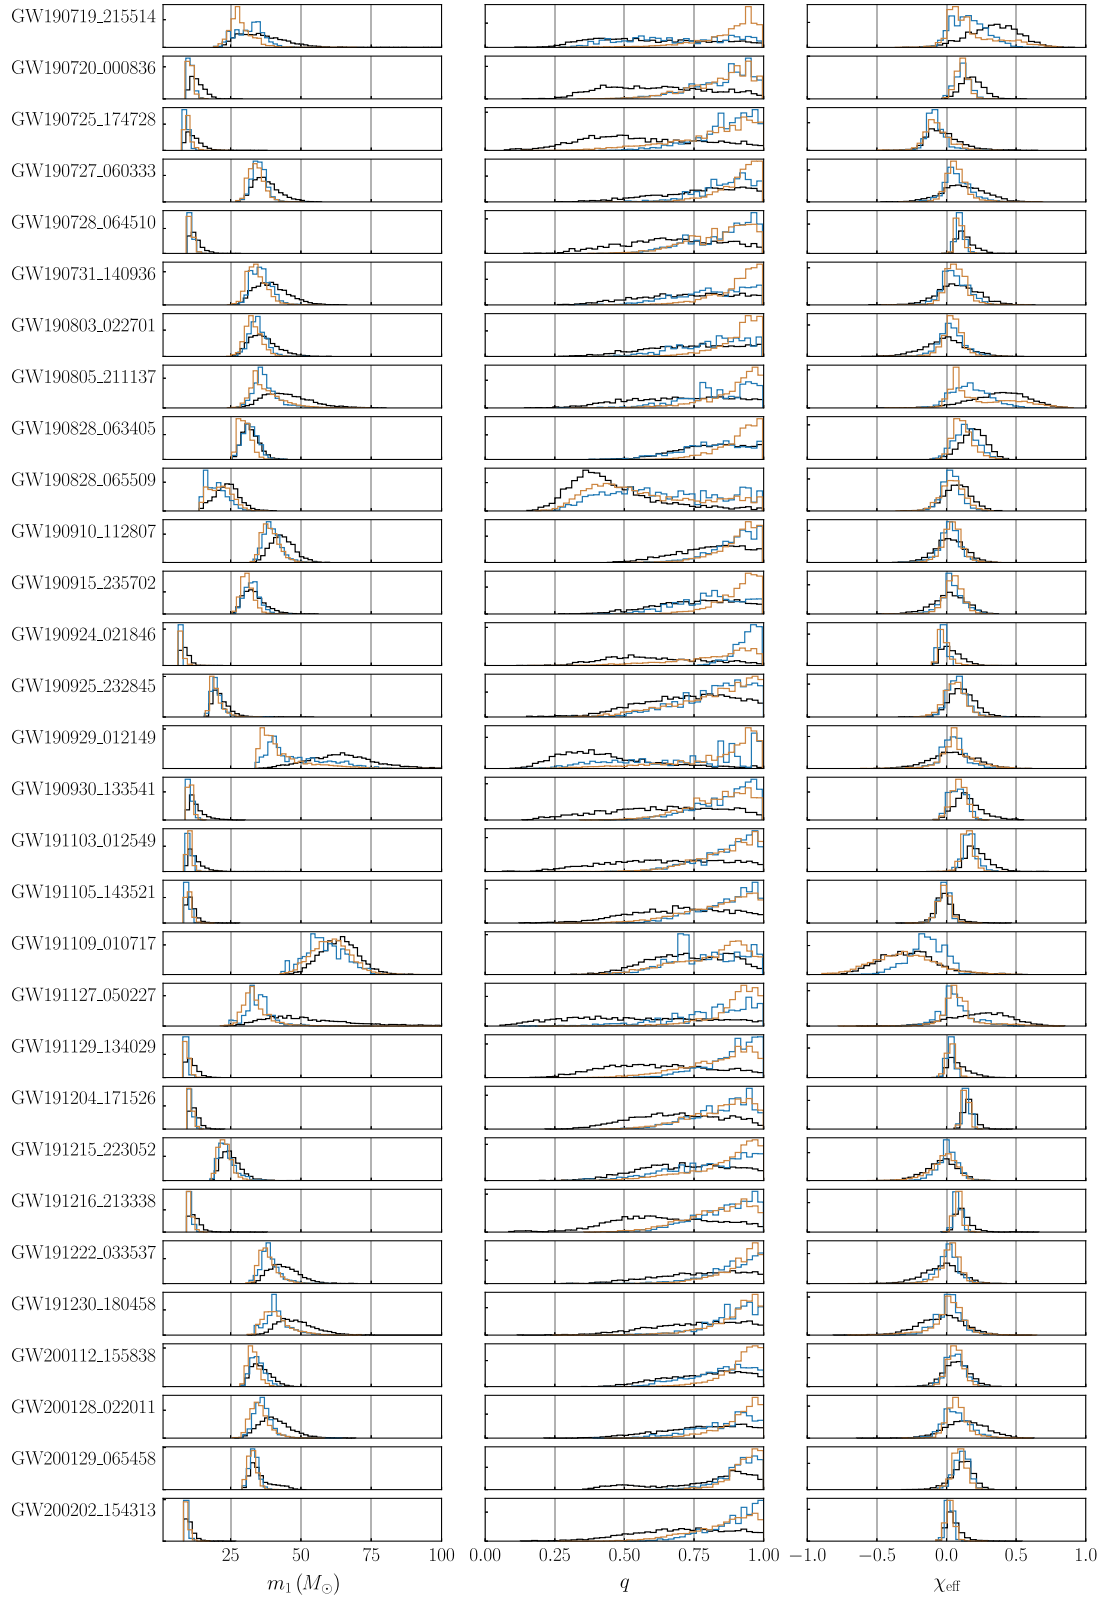 GW190719_215514
GW190720_000836
GW190725_174728
GW190727_060333
GW190728_064510
GW190731_140936
GW190803_022701
GW190805_211137
GW190828_063405
GW190828_065509
GW190910_112807
GW190915_235702
GW190924_021846
GW190925_232845
GW190929_012149
GW190930_133541
GW191103_012549
GW191105_143521
GW191109_010717
GW191127_050227
GW191129_134029
GW191204_171526
GW191215_223052
GW191216_213338
GW191222_033537
GW191230_180458
GW200112_155838
GW200128_022011
GW200129_065458
GW200202_154313
25 50 75 100 0.00 0.25 0.50 0.75 1.00 −1.0 −0.5 0.0 0.5 1.0
m₁ (M⊙) q χeff